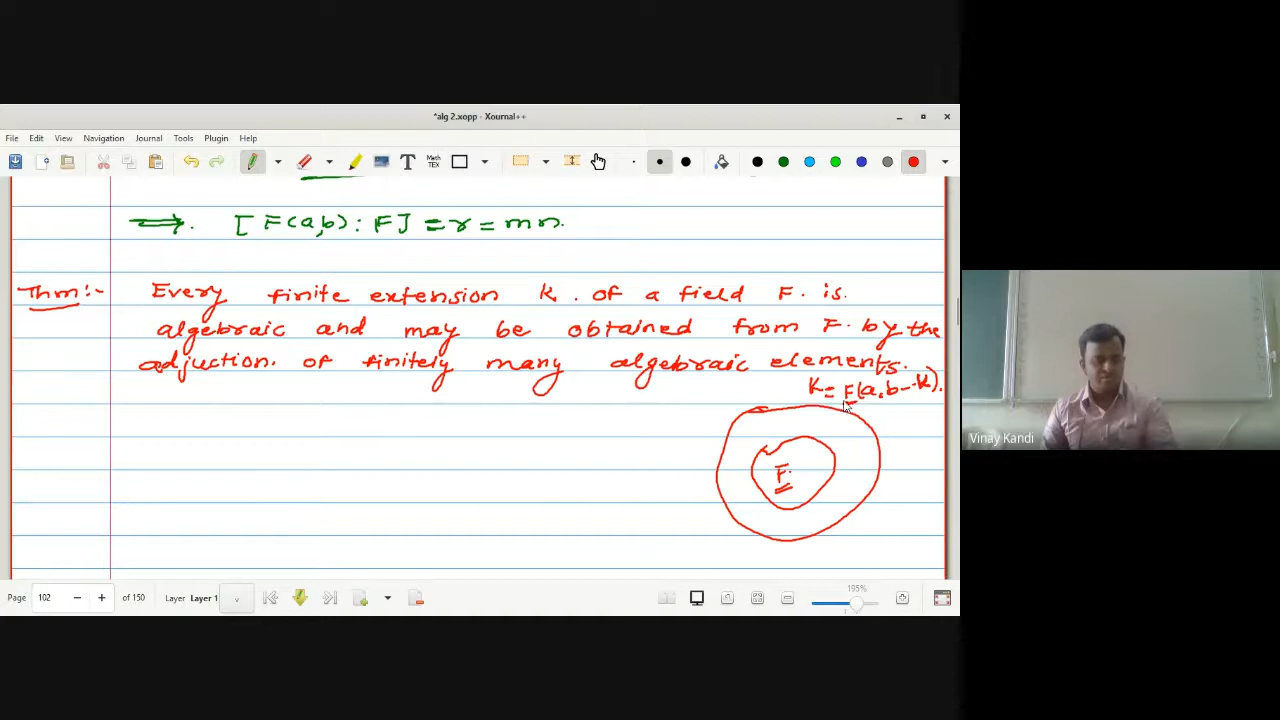 *alg 2.xopp - Xournal++
File Edit View Navigation Journal Tools Plugin Help
⟹ [F(a,b) : F] = r = mn.
Thm:- Every finite extension K. of a field F. is.
algebraic and may be obtained from F. by the
adjuction. of finitely many algebraic elements.
K = F(a, b--k).
F.
Vinay Kandi
Page 102 of 150 Layer Layer 1 195%